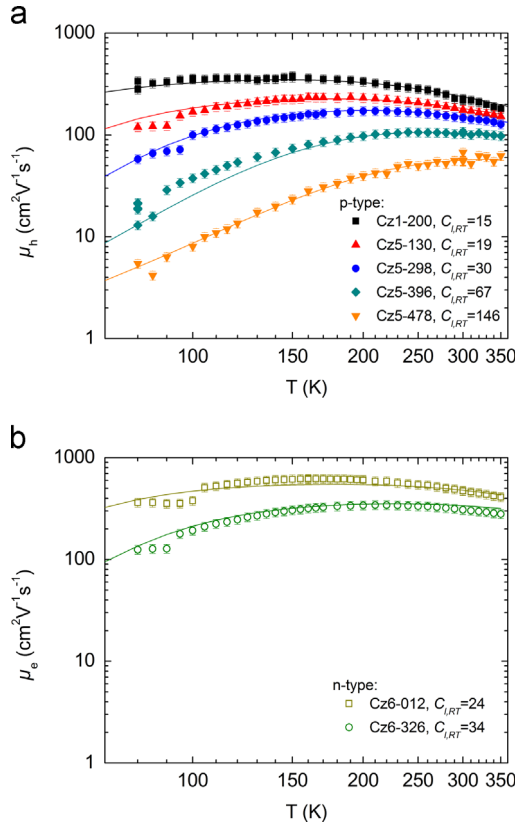 a
1000
100
10
1
μh (cm²V⁻¹s⁻¹)
p-type:
Cz1-200, CI,RT=15
Cz5-130, CI,RT=19
Cz5-298, CI,RT=30
Cz5-396, CI,RT=67
Cz5-478, CI,RT=146
100 150 200 250 300 350
T (K)
b
1000
100
10
1
μe (cm²V⁻¹s⁻¹)
n-type:
Cz6-012, CI,RT=24
Cz6-326, CI,RT=34
100 150 200 250 300 350
T (K)